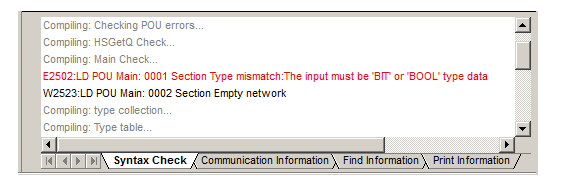 Compiling: Checking POU errors...
Compiling: HSGetQ Check...
Compiling: Main Check...
E2502:LD POU Main: 0001 Section Type mismatch:The input must be 'BIT' or 'BOOL' type data
W2523:LD POU Main: 0002 Section Empty network
Compiling: type collection...
Compiling: Type table...
Syntax Check Communication Information Find Information Print Information